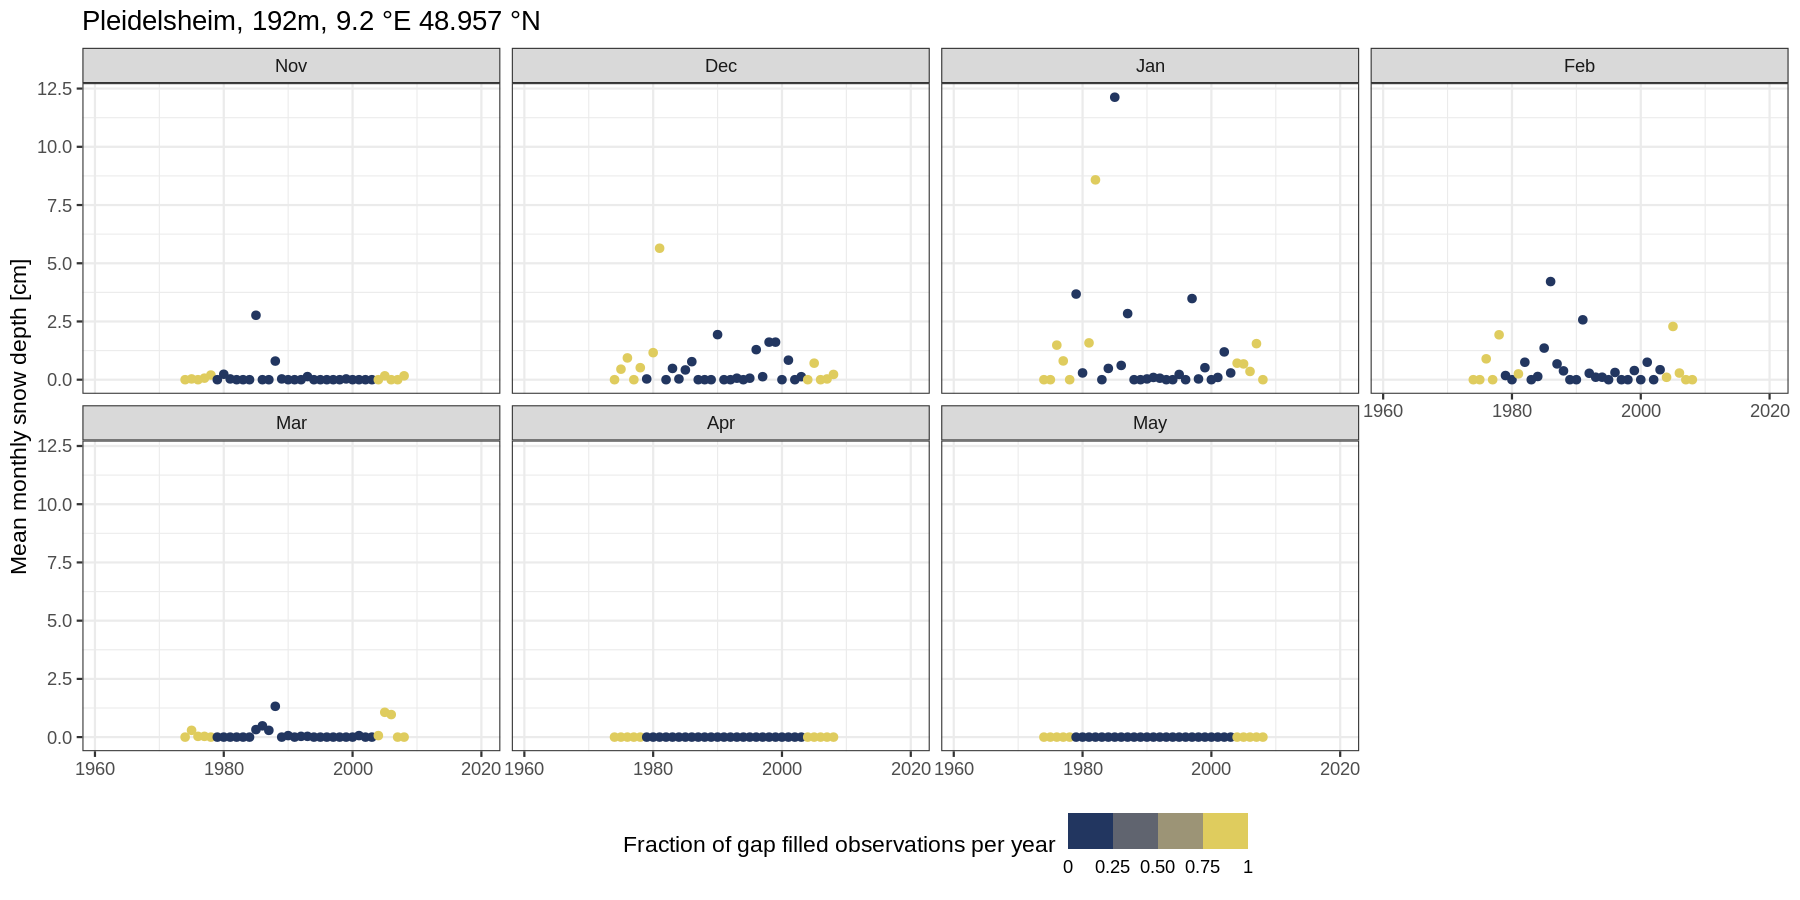 Pleidelsheim, 192m, 9.2 °E 48.957 °N
Nov Dec Jan Feb
12.5
10.0
7.5
5.0
2.5
0.0
Mean monthly snow depth [cm]
1960 1980 2000 2020
Mar Apr May
12.5
10.0
7.5
5.0
2.5
0.0
1960 1980 2000 2020 1960 1980 2000 2020 1960 1980 2000 2020
Fraction of gap filled observations per year
0 0.25 0.50 0.75 1